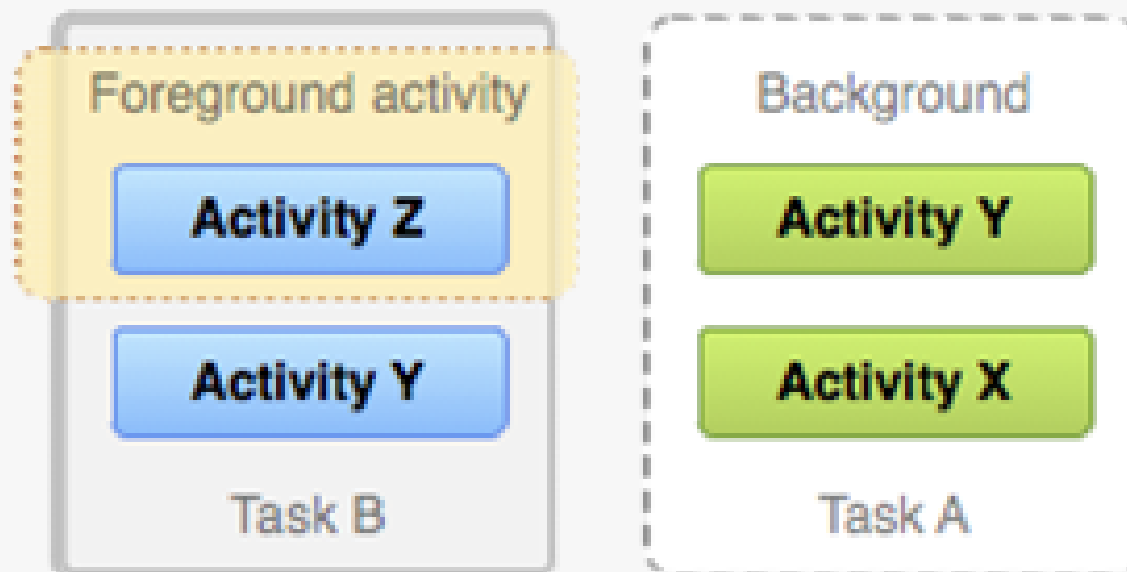 Foreground activity
Activity Z
Activity Y
Task B
Background
Activity Y
Activity X
Task A